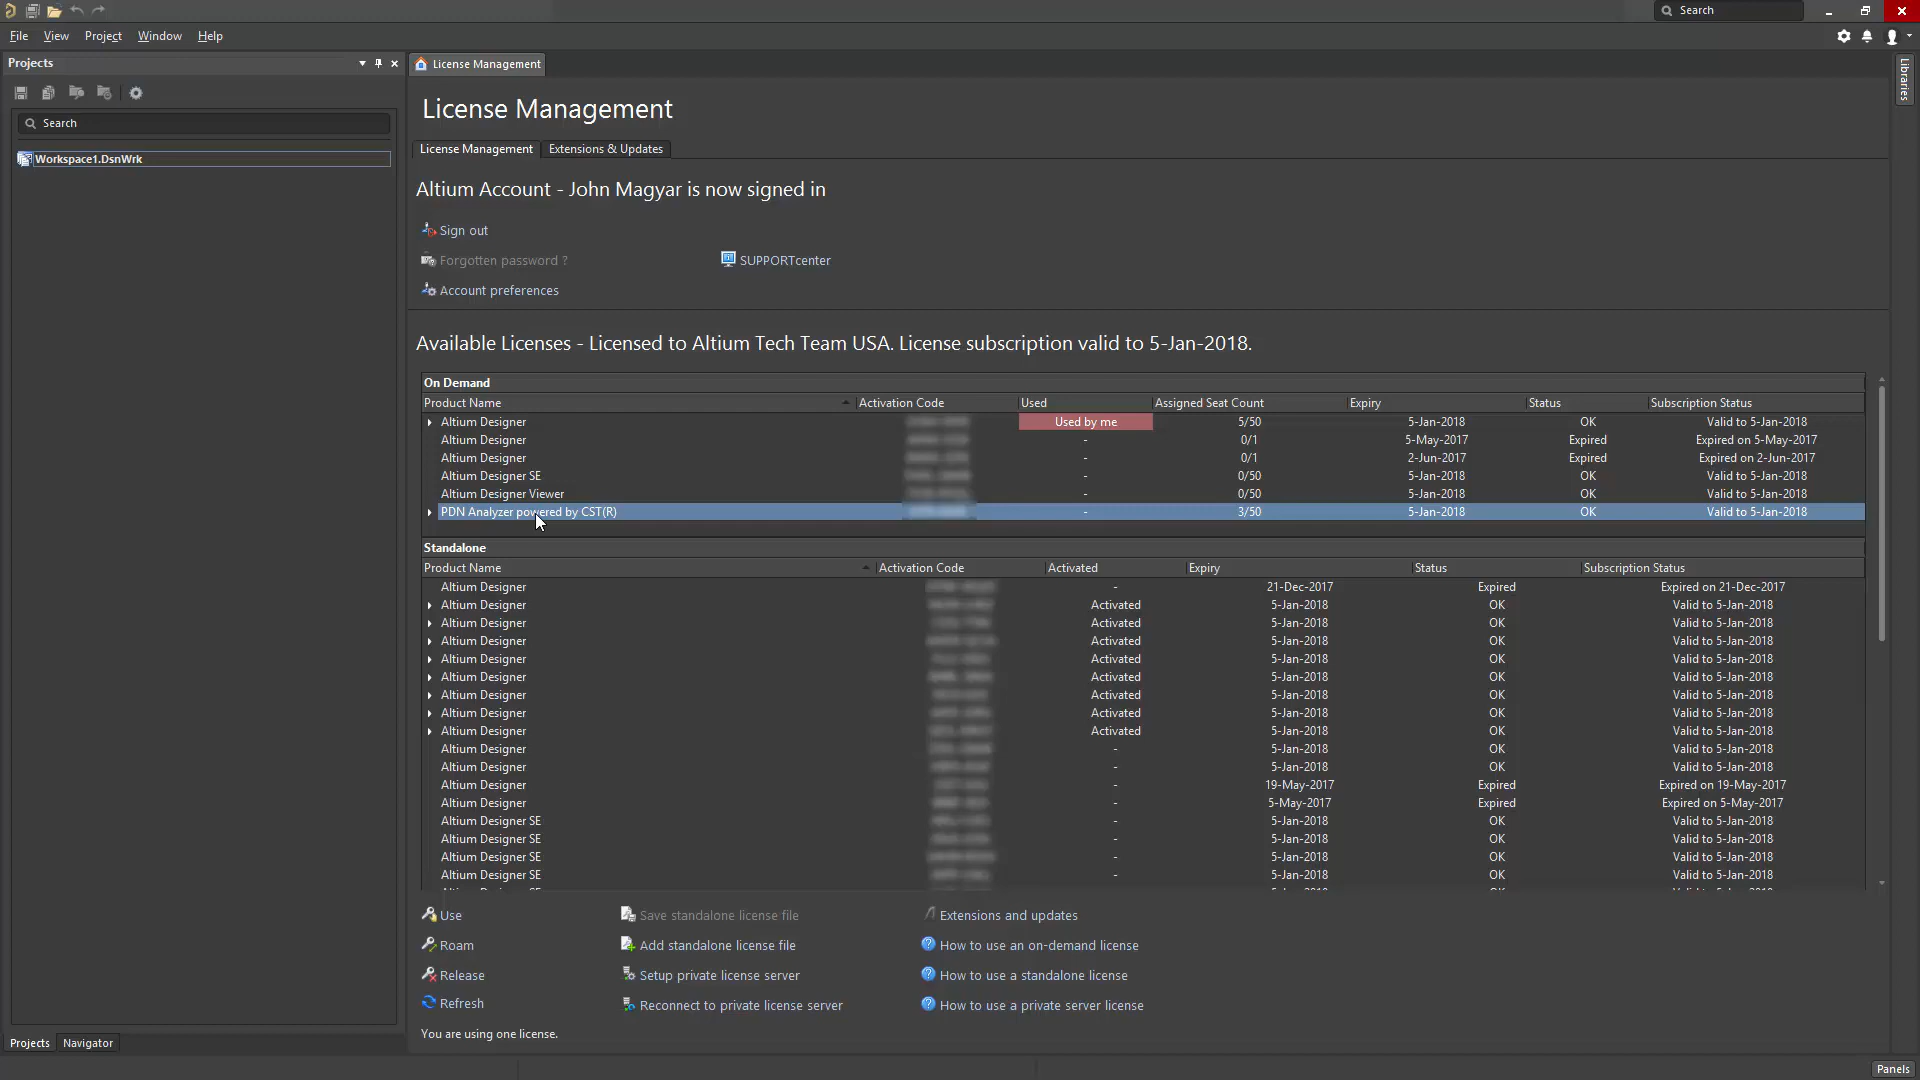 Search
File View Project Window Help
Projects
License Management
Libraries
License Management
Search
License Management Extensions & Updates
Workspace1.DsnWrk
Altium Account - John Magyar is now signed in
Sign out
Forgotten password ? SUPPORTcenter
Account preferences
Available Licenses - Licensed to Altium Tech Team USA. License subscription valid to 5-Jan-2018.
On Demand
Product Name Activation Code Used Assigned Seat Count Expiry Status Subscription Status
Altium Designer Used by me 5/50 5-Jan-2018 OK Valid to 5-Jan-2018
Altium Designer - 0/1 5-May-2017 Expired Expired on 5-May-2017
Altium Designer - 0/1 2-Jun-2017 Expired Expired on 2-Jun-2017
Altium Designer SE - 0/50 5-Jan-2018 OK Valid to 5-Jan-2018
Altium Designer Viewer - 0/50 5-Jan-2018 OK Valid to 5-Jan-2018
PDN Analyzer powered by CST(R) - 3/50 5-Jan-2018 OK Valid to 5-Jan-2018
Standalone
Product Name Activation Code Activated Expiry Status Subscription Status
Altium Designer - 21-Dec-2017 Expired Expired on 21-Dec-2017
Altium Designer Activated 5-Jan-2018 OK Valid to 5-Jan-2018
Altium Designer Activated 5-Jan-2018 OK Valid to 5-Jan-2018
Altium Designer Activated 5-Jan-2018 OK Valid to 5-Jan-2018
Altium Designer Activated 5-Jan-2018 OK Valid to 5-Jan-2018
Altium Designer Activated 5-Jan-2018 OK Valid to 5-Jan-2018
Altium Designer Activated 5-Jan-2018 OK Valid to 5-Jan-2018
Altium Designer Activated 5-Jan-2018 OK Valid to 5-Jan-2018
Altium Designer Activated 5-Jan-2018 OK Valid to 5-Jan-2018
Altium Designer - 5-Jan-2018 OK Valid to 5-Jan-2018
Altium Designer - 5-Jan-2018 OK Valid to 5-Jan-2018
Altium Designer - 19-May-2017 Expired Expired on 19-May-2017
Altium Designer - 5-May-2017 Expired Expired on 5-May-2017
Altium Designer SE - 5-Jan-2018 OK Valid to 5-Jan-2018
Altium Designer SE - 5-Jan-2018 OK Valid to 5-Jan-2018
Altium Designer SE - 5-Jan-2018 OK Valid to 5-Jan-2018
Altium Designer SE - 5-Jan-2018 OK Valid to 5-Jan-2018
Use Save standalone license file Extensions and updates
Roam Add standalone license file How to use an on-demand license
Release Setup private license server How to use a standalone license
Refresh Reconnect to private license server How to use a private server license
You are using one license.
Projects Navigator
Panels